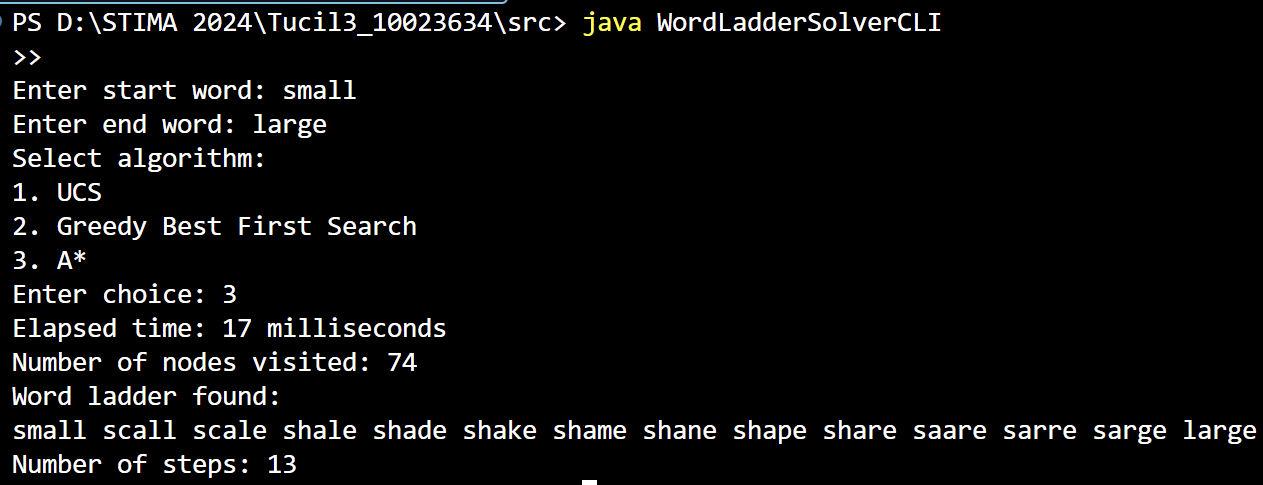 PS D:\STIMA 2024\Tucil3_10023634\src> java WordLadderSolverCLI
>>
Enter start word: small
Enter end word: large
Select algorithm:
1. UCS
2. Greedy Best First Search
3. A*
Enter choice: 3
Elapsed time: 17 milliseconds
Number of nodes visited: 74
Word ladder found:
small scall scale shale shade shake shame shane shape share saare sarre sarge large
Number of steps: 13